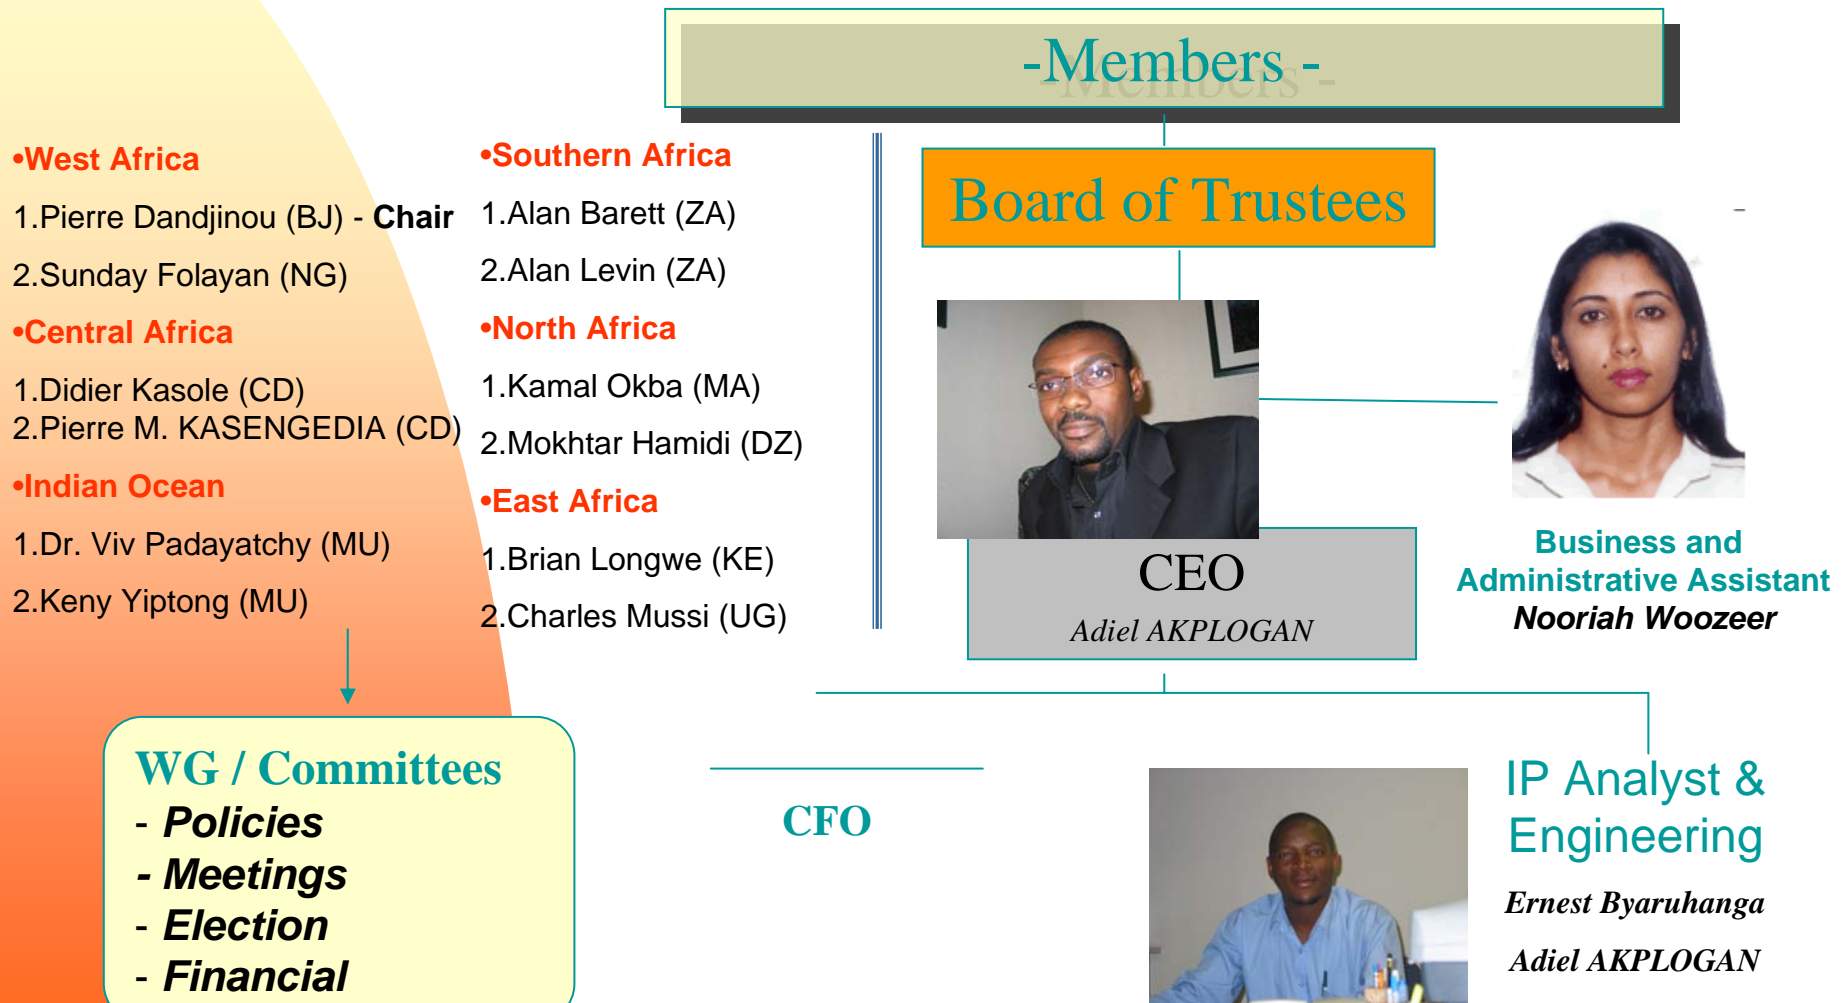 -Members -
•West Africa
1.Pierre Dandjinou (BJ) - Chair
2.Sunday Folayan (NG)
•Central Africa
1.Didier Kasole (CD)
2.Pierre M. KASENGEDIA (CD)
•Indian Ocean
1.Dr. Viv Padayatchy (MU)
2.Keny Yiptong (MU)
•Southern Africa
1.Alan Barett (ZA)
2.Alan Levin (ZA)
•North Africa
1.Kamal Okba (MA)
2.Mokhtar Hamidi (DZ)
•East Africa
1.Brian Longwe (KE)
2.Charles Mussi (UG)
Board of Trustees
CEO
Adiel AKPLOGAN
Business and
Administrative Assistant
Nooriah Woozeer
WG / Committees
- Policies
- Meetings
- Election
- Financial
CFO
IP Analyst &
Engineering
Ernest Byaruhanga
Adiel AKPLOGAN